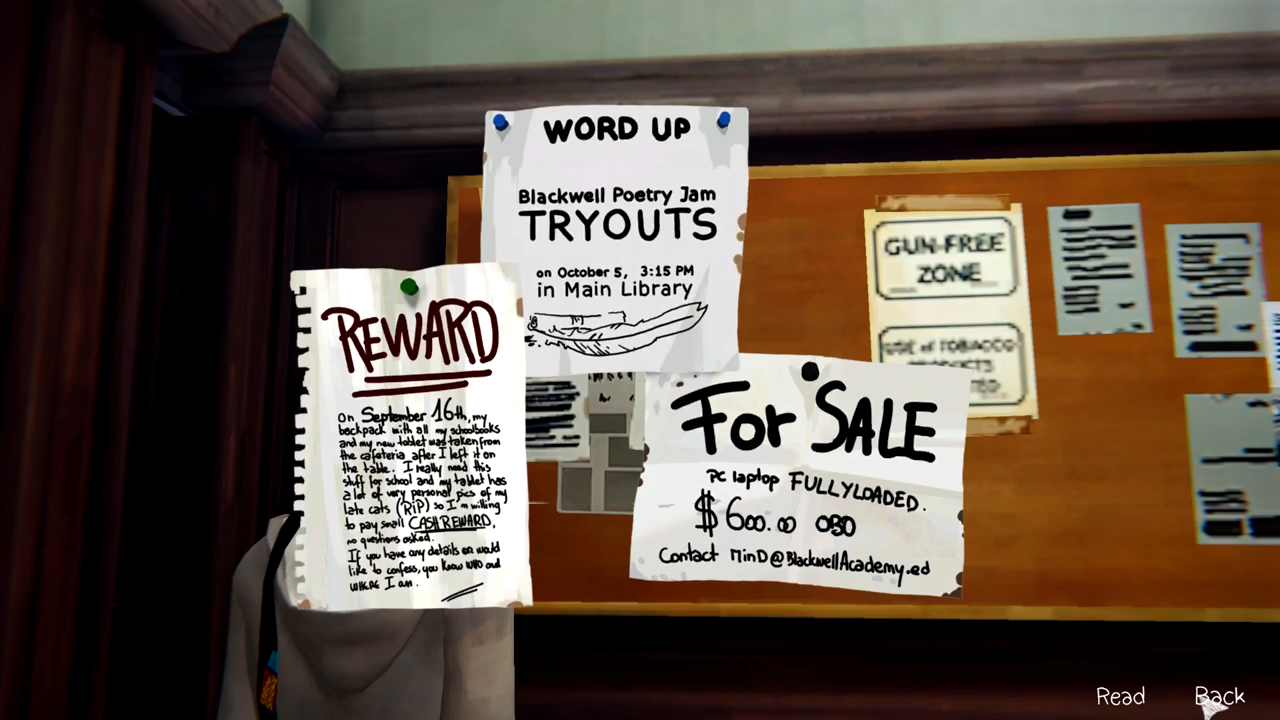 WORD UP
Blackwell Poetry Jam
TRYOUTS
on October 5, 3:15 PM
in Main Library
REWARD
On September 16th, my
backpack with all my schoolbooks
and my new tablet was taken from
the cafeteria after I left it on
the table. I really need this
stuff for school and my tablet has
a lot of very personal pics of my
late cats (RiP) so I'm willing
to pay small CASH REWARD,
no questions asked.
If you have any details or would
like to confess, you know WHO and
WHERE I am.
For SALE
PC laptop FULLY LOADED.
$600.00 OBO
Contact MinD@BlackwellAcademy.ed
GUN-FREE
ZONE
USE of TOBACCO
PRODUCTS
Read Back